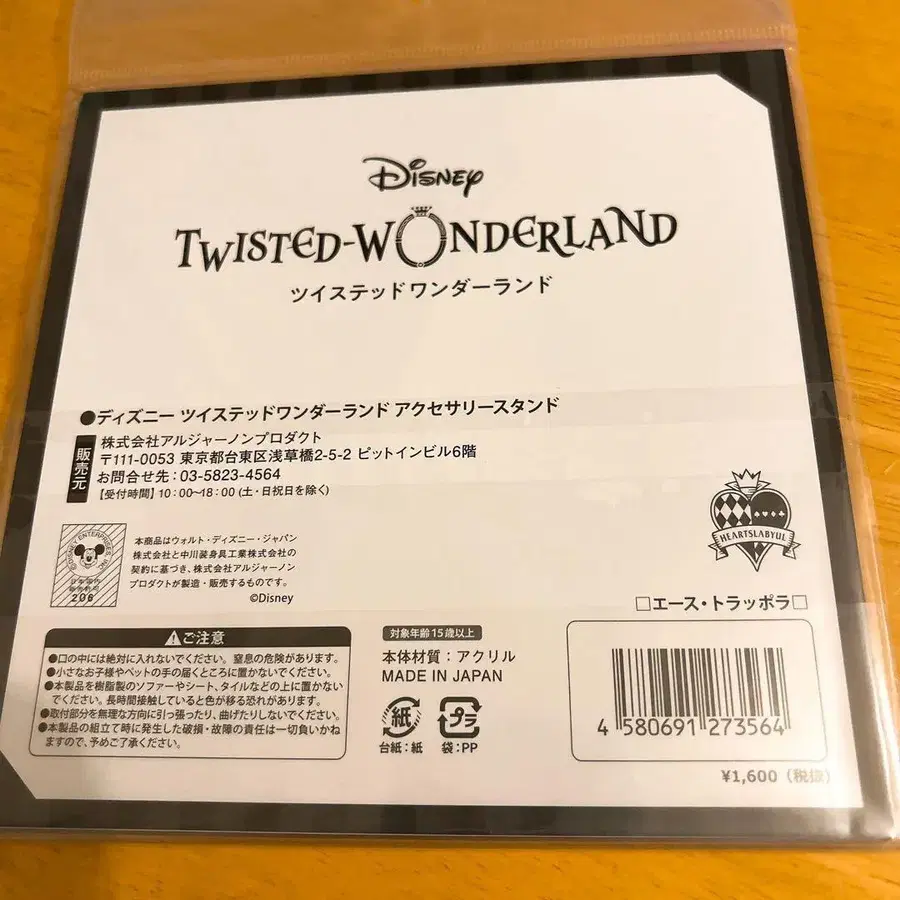 Disney
TWISTED-WONDERLAND
ツイステッドワンダーランド
●ディズニー ツイステッドワンダーランド アクセサリースタンド
販売元
株式会社アルジャーノンプロダクト
〒111-0053 東京都台東区浅草橋2-5-2 ピットインビル6階
お問合せ先：03-5823-4564
【受付時間】10：00〜18：00 (土・日祝日を除く)
HEARTSLABYUL
DISNEY ENTERPRISES, INC.
日本国内
206
本商品はウォルト・ディズニー・ジャパン
株式会社と中川装身具工業株式会社の
契約に基づき、株式会社アルジャーノン
プロダクトが製造・販売するものです。
©Disney
□エース・トラッポラ□
ご注意
●口の中には絶対に入れないでください。窒息の危険があります。
●小さなお子様やペットの手の届くところに置かないでください。
●本製品を樹脂製のソファーやシート、タイルなどの上に置かない
でください。長時間接触していると色が移る恐れがあります。
●取付部分を無理な方向に引っ張ったり、曲げたりしないでください。
●本製品の組立て時に発生した破損・故障の責任は一切負いかね
ますので、予めご了承ください。
対象年齢15歳以上
本体材質：アクリル
MADE IN JAPAN
紙
プラ
台紙：紙
袋：PP
4 580691 273564
¥1,600（税抜）